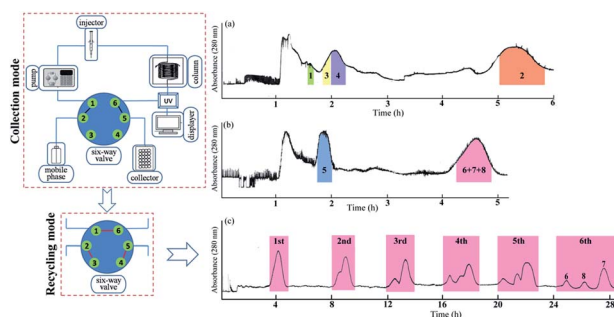 injector
pump
column
UV
displayer
1 6
2 5
3 4
six-way
valve
mobile
phase
collector
Collection mode
1 6
2 5
3 4
six-way
valve
Recycling mode
(a)
Absorbance (280 nm)
1 3 4 2
1 2 3 4 5 6
Time (h)
(b)
Absorbance (280 nm)
5 6+7+8
1 2 3 4 5
Time (h)
(c)
Absorbance (280 nm)
1st 2nd 3rd 4th 5th 6th
6 8 7
4 8 12 16 20 24 28
Time (h)